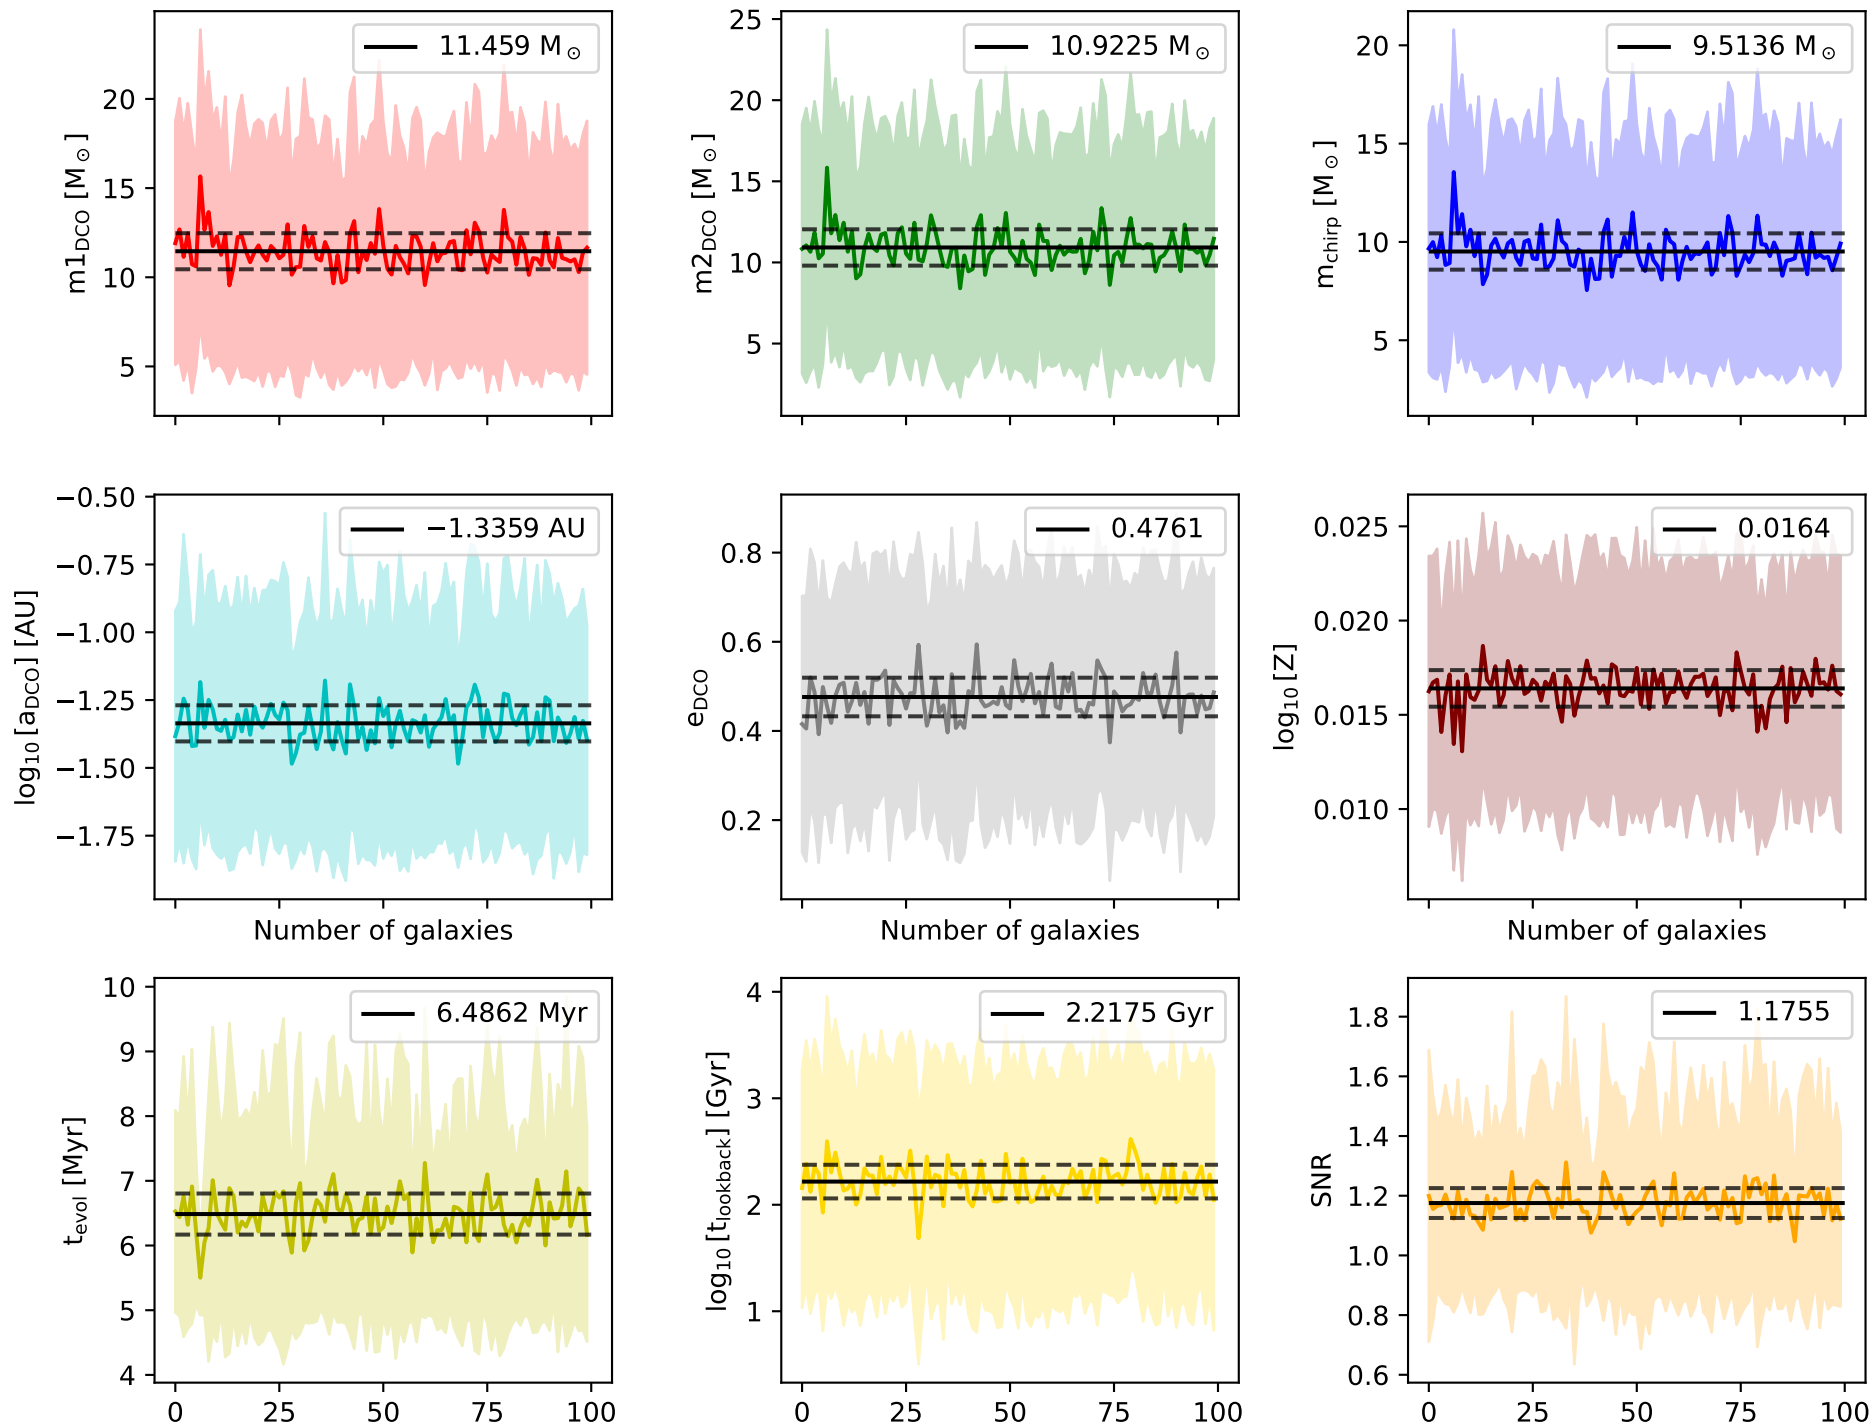 11.459 M⊙
10.9225 M⊙
9.5136 M⊙
m1DCO [M⊙]
20
15
10
5
m2DCO [M⊙]
25
20
15
10
5
mchirp [M⊙]
20
15
10
5
−1.3359 AU
0.4761
0.0164
log10 [aDCO] [AU]
−0.50
−0.75
−1.00
−1.25
−1.50
−1.75
eDCO
0.8
0.6
0.4
0.2
log10 [Z]
0.025
0.020
0.015
0.010
Number of galaxies
Number of galaxies
Number of galaxies
6.4862 Myr
2.2175 Gyr
1.1755
tevol [Myr]
10
9
8
7
6
5
4
log10 [tlookback] [Gyr]
4
3
2
1
SNR
1.8
1.6
1.4
1.2
1.0
0.8
0.6
0 25 50 75 100
0 25 50 75 100
0 25 50 75 100